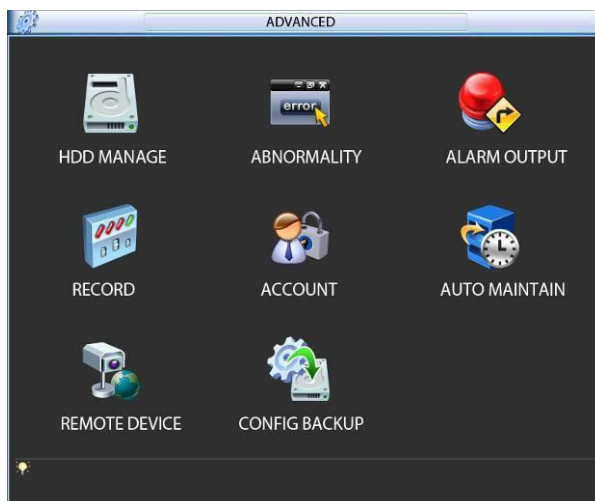 ADVANCED
error
HDD MANAGE
ABNORMALITY
ALARM OUTPUT
RECORD
ACCOUNT
AUTO MAINTAIN
REMOTE DEVICE
CONFIG BACKUP